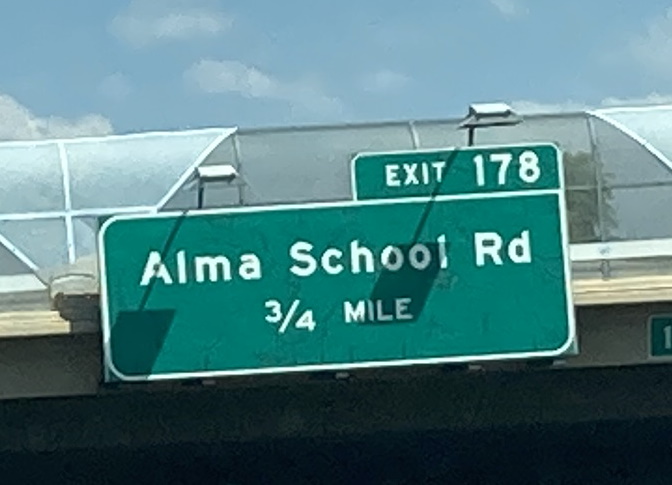 EXIT 178
Alma School Rd
3/4 MILE